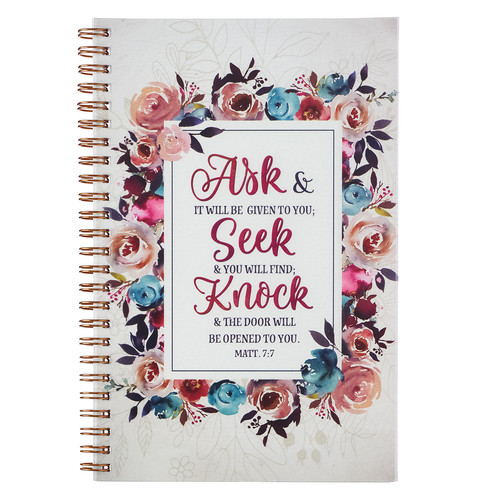 Ask &
IT WILL BE GIVEN TO YOU;
Seek
& YOU WILL FIND;
Knock
& THE DOOR WILL
BE OPENED TO YOU.
MATT. 7:7